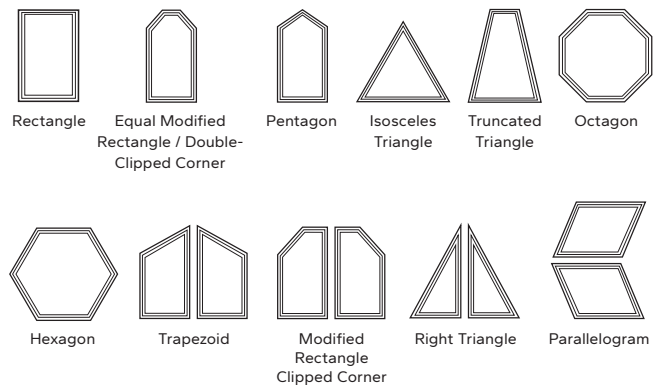 Rectangle
Equal Modified
Rectangle / Double-
Clipped Corner
Pentagon
Isosceles
Triangle
Truncated
Triangle
Octagon
Hexagon
Trapezoid
Modified
Rectangle
Clipped Corner
Right Triangle
Parallelogram